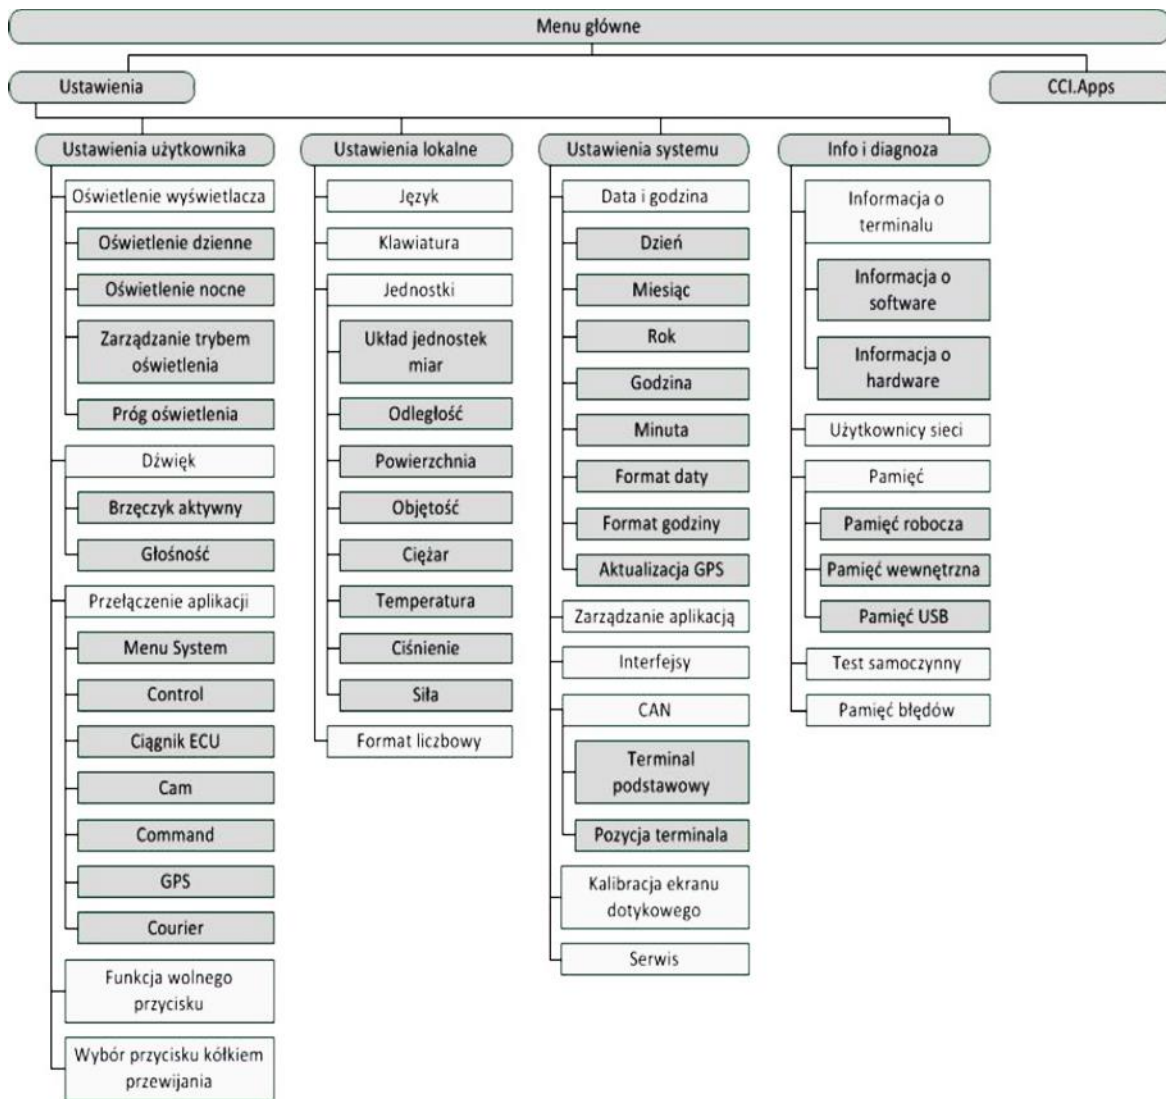 Menu główne
Ustawienia
CCI.Apps
Ustawienia użytkownika
Oświetlenie wyświetlacza
Oświetlenie dzienne
Oświetlenie nocne
Zarządzanie trybem
oświetlenia
Próg oświetlenia
Dźwięk
Brzęczyk aktywny
Głośność
Przełączenie aplikacji
Menu System
Control
Ciągnik ECU
Cam
Command
GPS
Courier
Funkcja wolnego
przycisku
Wybór przycisku kółkiem
przewijania
Ustawienia lokalne
Język
Klawiatura
Jednostki
Układ jednostek
miar
Odległość
Powierzchnia
Objętość
Ciężar
Temperatura
Ciśnienie
Siła
Format liczbowy
Ustawienia systemu
Data i godzina
Dzień
Miesiąc
Rok
Godzina
Minuta
Format daty
Format godziny
Aktualizacja GPS
Zarządzanie aplikacją
Interfejsy
CAN
Terminal
podstawowy
Pozycja terminala
Kalibracja ekranu
dotykowego
Serwis
Info i diagnoza
Informacja o
terminalu
Informacja o
software
Informacja o
hardware
Użytkownicy sieci
Pamięć
Pamięć robocza
Pamięć wewnętrzna
Pamięć USB
Test samoczynny
Pamięć błędów